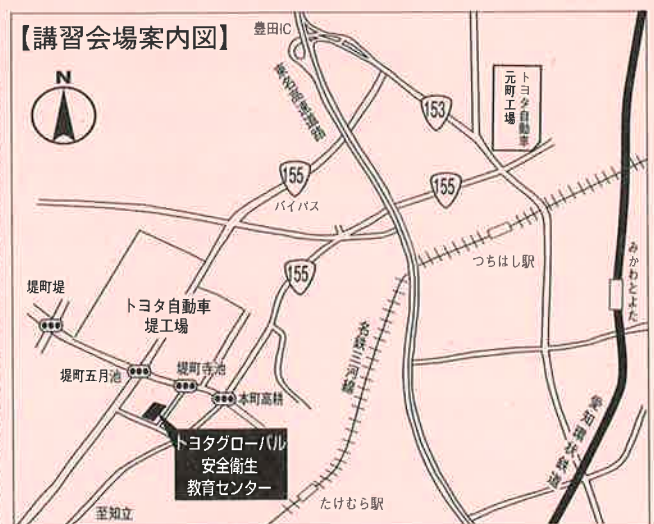 【講習会場案内図】
豊田IC
N
東名高速道路
153
トヨタ自動車
元町工場
155
バイパス
155
つちはし駅
みかわとよた
155
堤町堤
トヨタ自動車
堤工場
名鉄三河線
堤町五月池
堤町寺池
本町高耕
愛知環状鉄道
トヨタグローバル
安全衛生
教育センター
たけむら駅
至知立